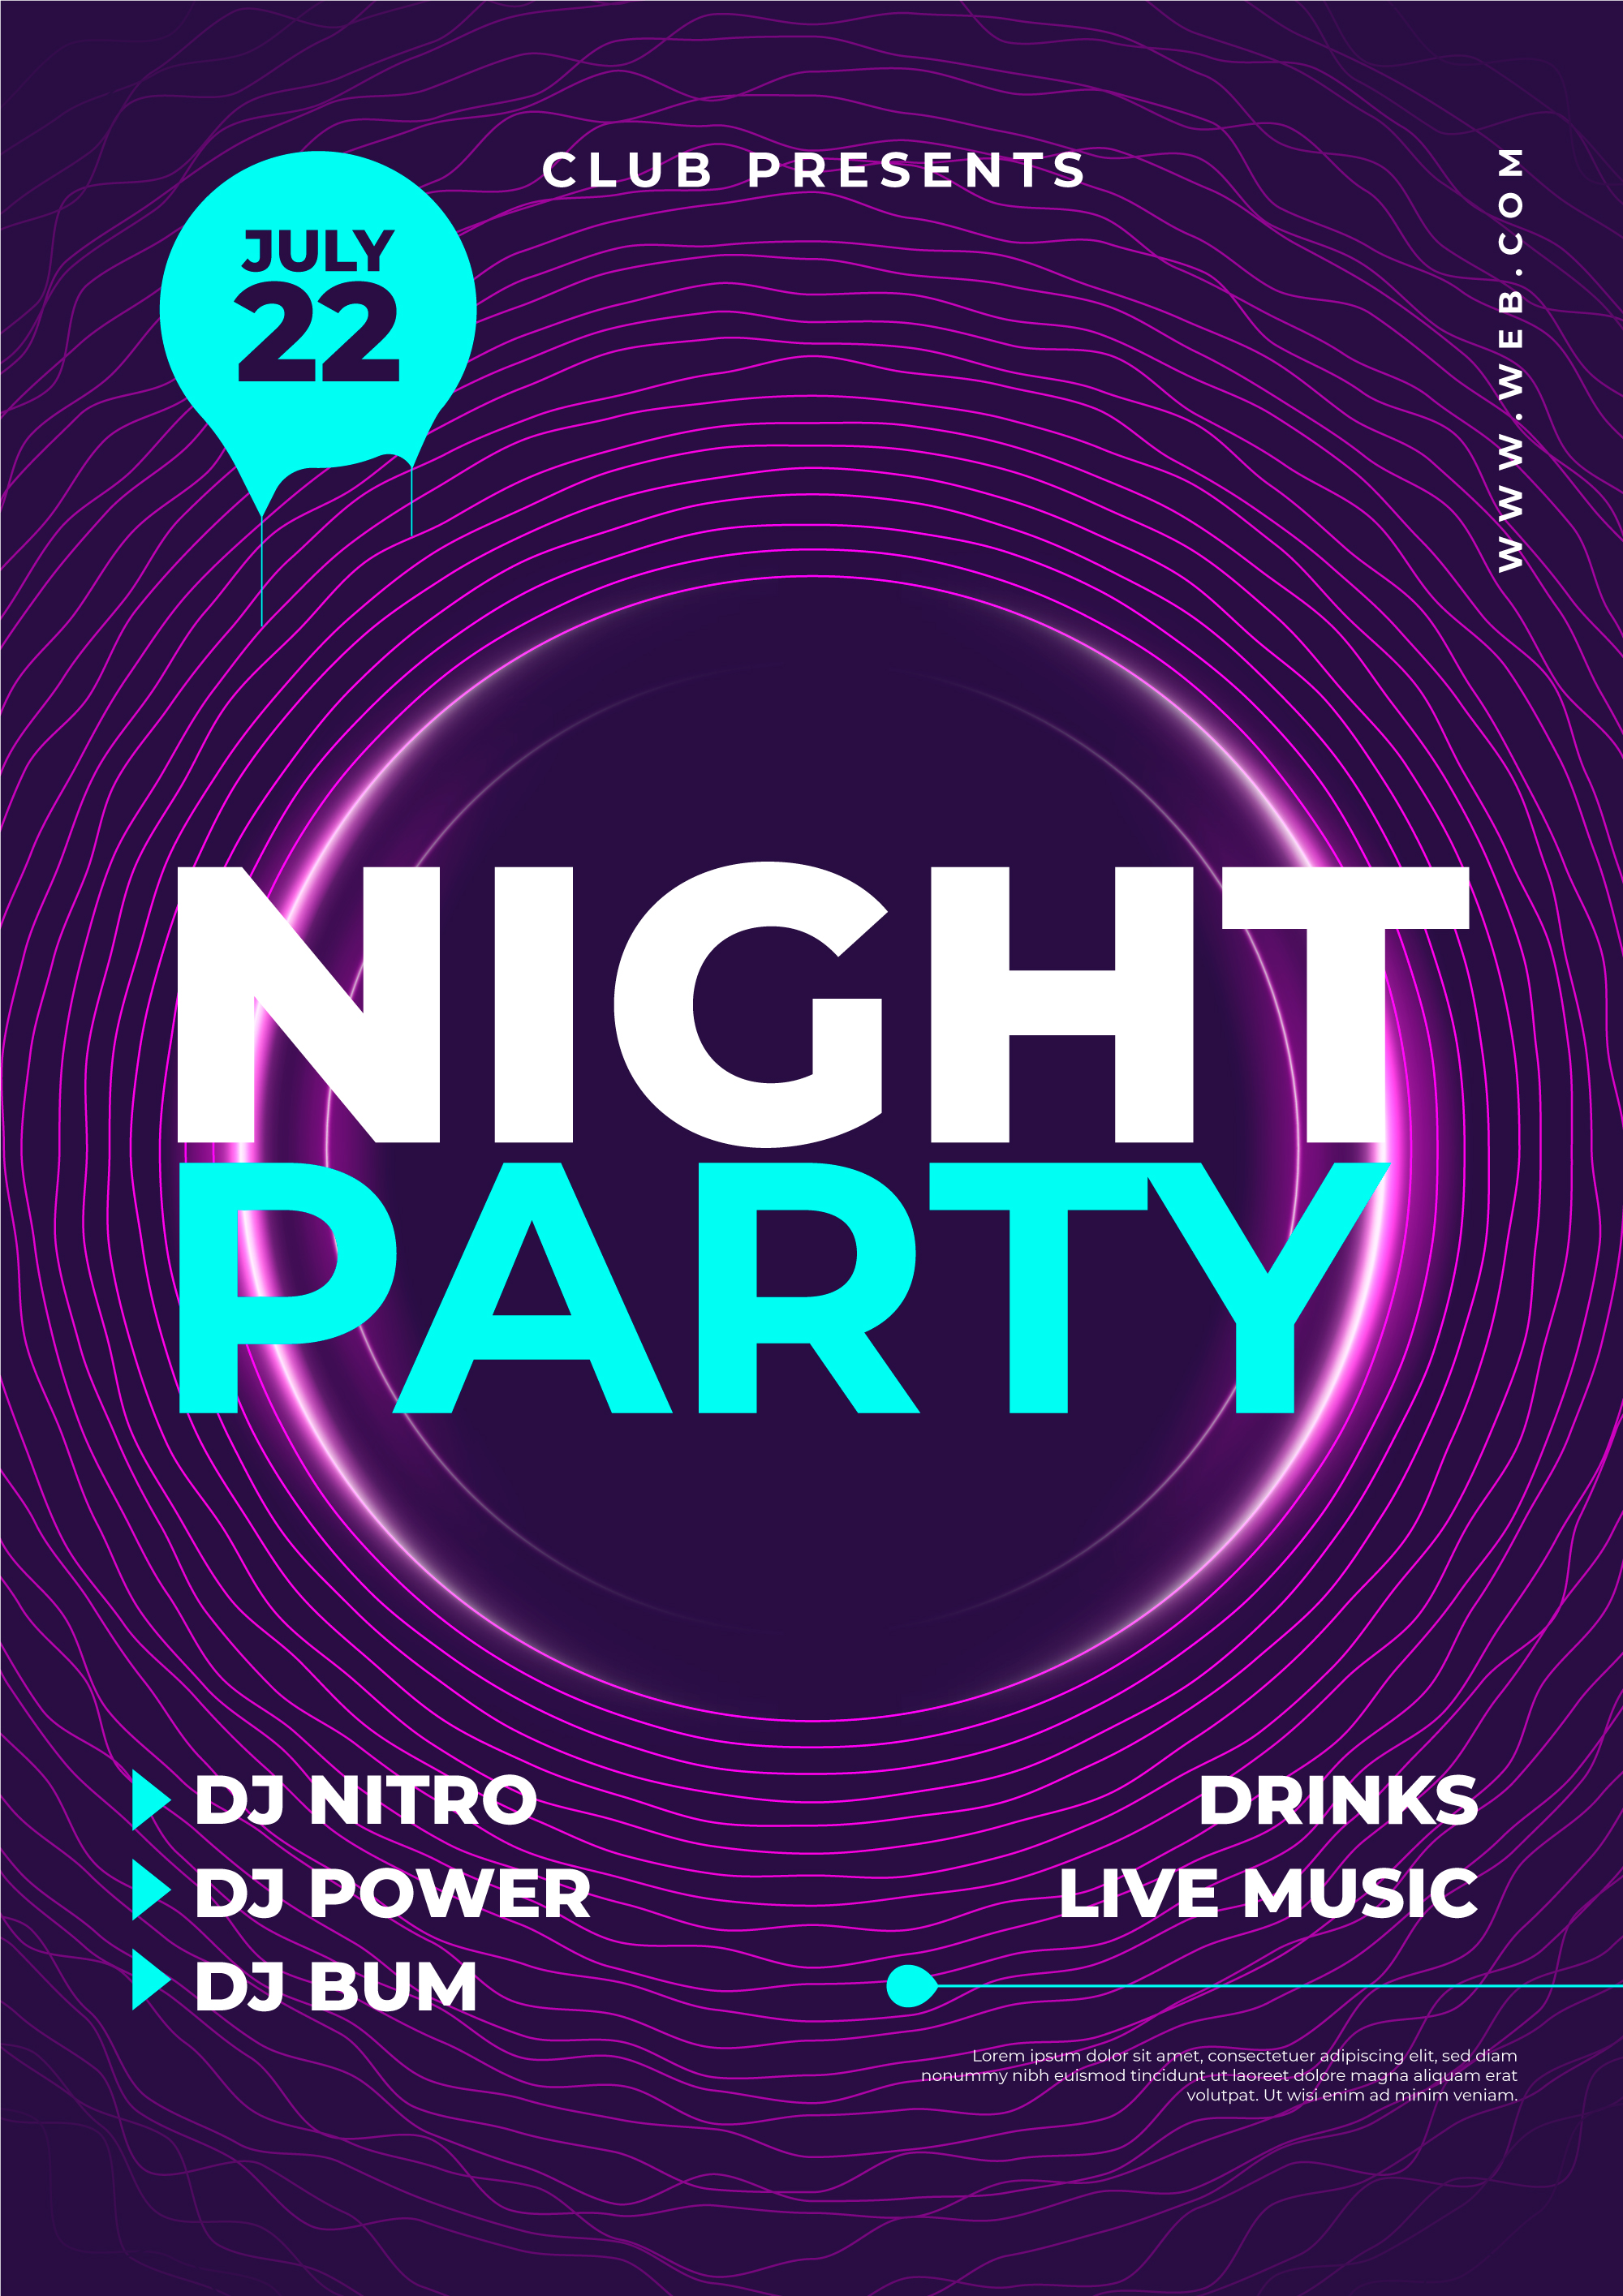 CLUB PRESENTS
JULY
22
WWW.WEB.COM
NIGHT
PARTY
DJ NITRO
DJ POWER
DJ BUM
DRINKS
LIVE MUSIC
Lorem ipsum dolor sit amet, consectetuer adipiscing elit, sed diam
nonummy nibh euismod tincidunt ut laoreet dolore magna aliquam erat
volutpat. Ut wisi enim ad minim veniam.